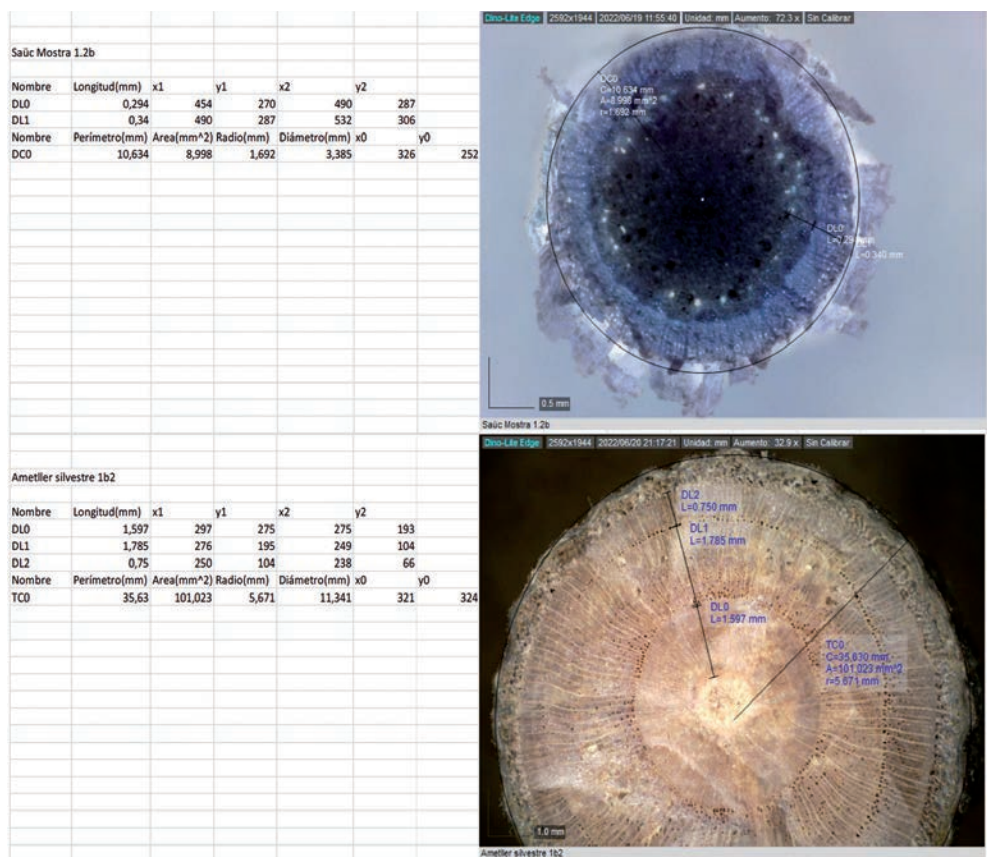 Saüc Mostra 1.2b
Nombre Longitud(mm) x1 y1 x2 y2
DL0 0,294 454 270 490 287
DL1 0,34 490 287 532 306
Nombre Perímetro(mm) Area(mm^2) Radio(mm) Diámetro(mm) x0 y0
DC0 10,634 8,998 1,692 3,385 326 252
Dino-Lite Edge 2592x1944 2022/06/19 11:55:40 Unidad: mm Aumento: 72.3 x Sin Calibrar
DC0
C=10.634 mm
A=8.998 mm^2
r=1.692 mm
DL0
L=0.294 mm
L=0.340 mm
0.5 mm
Saüc Mostra 1.2b
Ametller silvestre 1b2
Nombre Longitud(mm) x1 y1 x2 y2
DL0 1,597 297 275 275 193
DL1 1,785 276 195 249 104
DL2 0,75 250 104 238 66
Nombre Perímetro(mm) Area(mm^2) Radio(mm) Diámetro(mm) x0 y0
TC0 35,63 101,023 5,671 11,341 321 324
Dino-Lite Edge 2592x1944 2022/06/20 21:17:21 Unidad: mm Aumento: 32.9 x Sin Calibrar
DL2
L=0.750 mm
DL1
L=1.785 mm
DL0
L=1.597 mm
TC0
C=35.630 mm
A=101.023 mm^2
r=5.671 mm
1.0 mm
Ametller silvestre 1b2